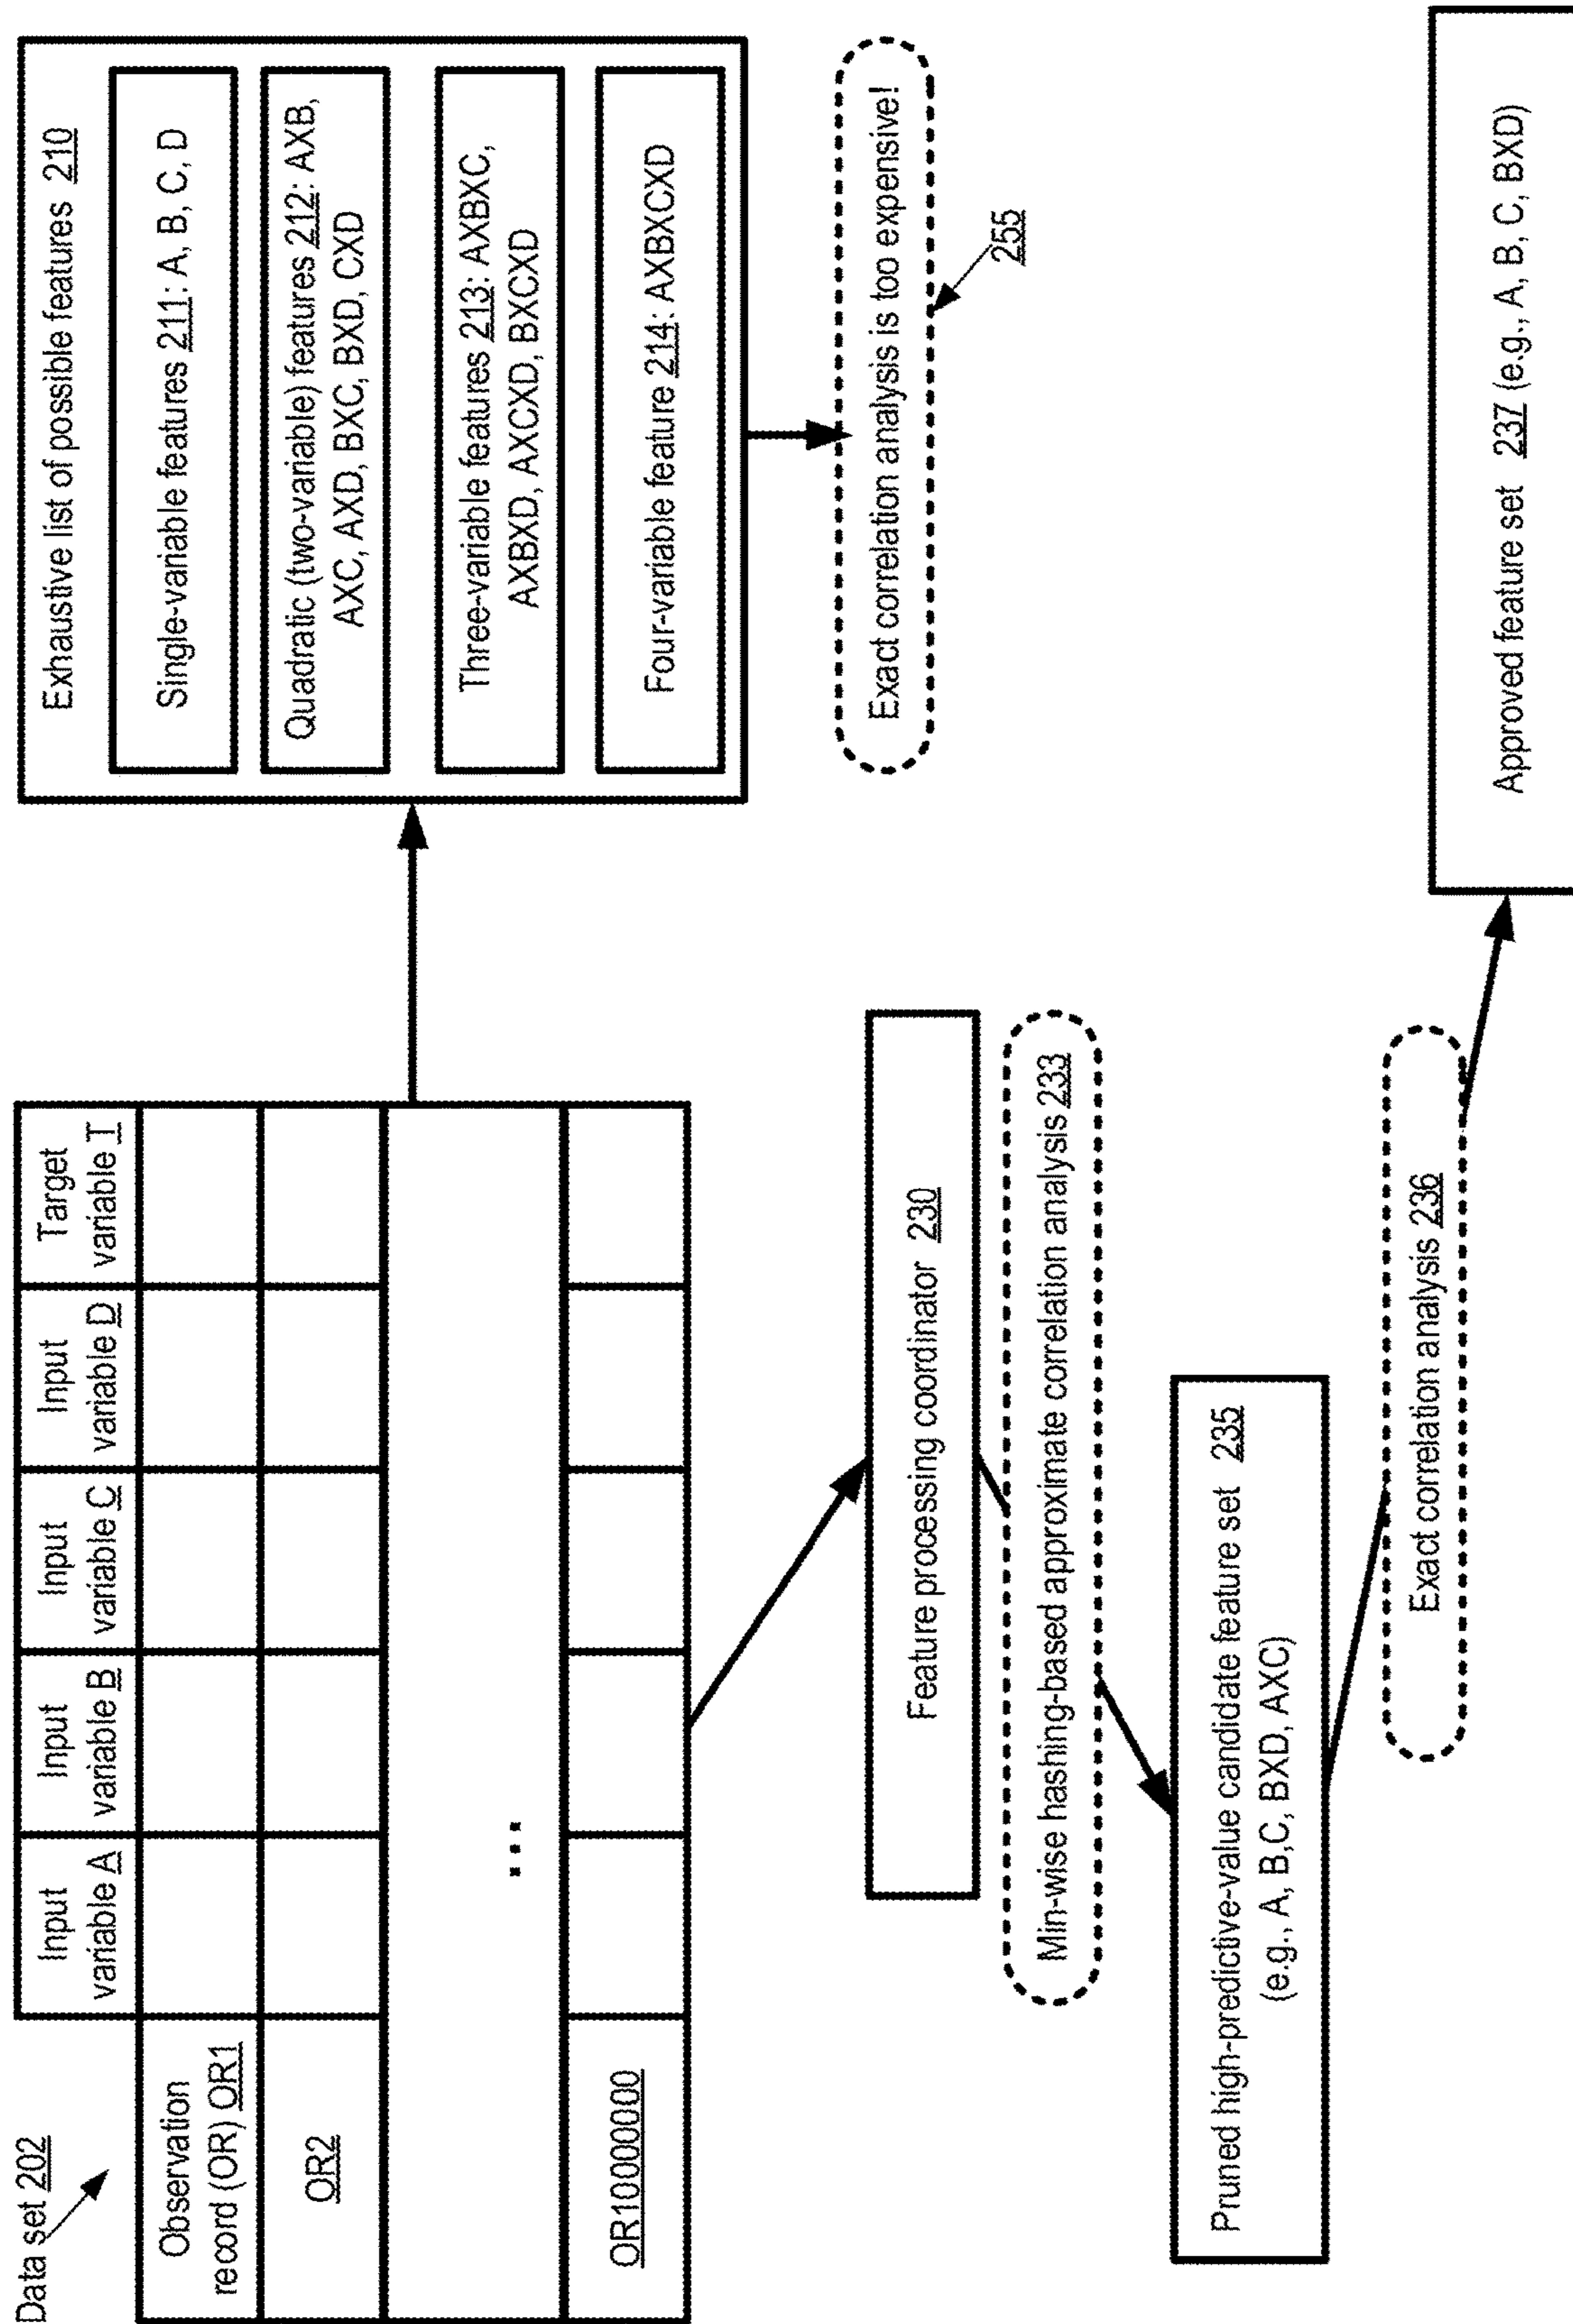 Data set 202
Input
variable A
Input
variable B
Input
variable C
Input
variable D
Target
variable T
Observation
record (OR) OR1
OR2
...
OR10000000
Exhaustive list of possible features 210
Single-variable features 211: A, B, C, D
Quadratic (two-variable) features 212: AXB,
AXC, AXD, BXC, BXD, CXD
Three-variable features 213: AXBXC,
AXBXD, AXCXD, BXCXD
Four-variable feature 214: AXBXCXD
Exact correlation analysis is too expensive!
255
Feature processing coordinator 230
Min-wise hashing-based approximate correlation analysis 233
Pruned high-predictive-value candidate feature set 235
(e.g., A, B,C, BXD, AXC)
Exact correlation analysis 236
Approved feature set 237 (e.g., A, B, C, BXD)